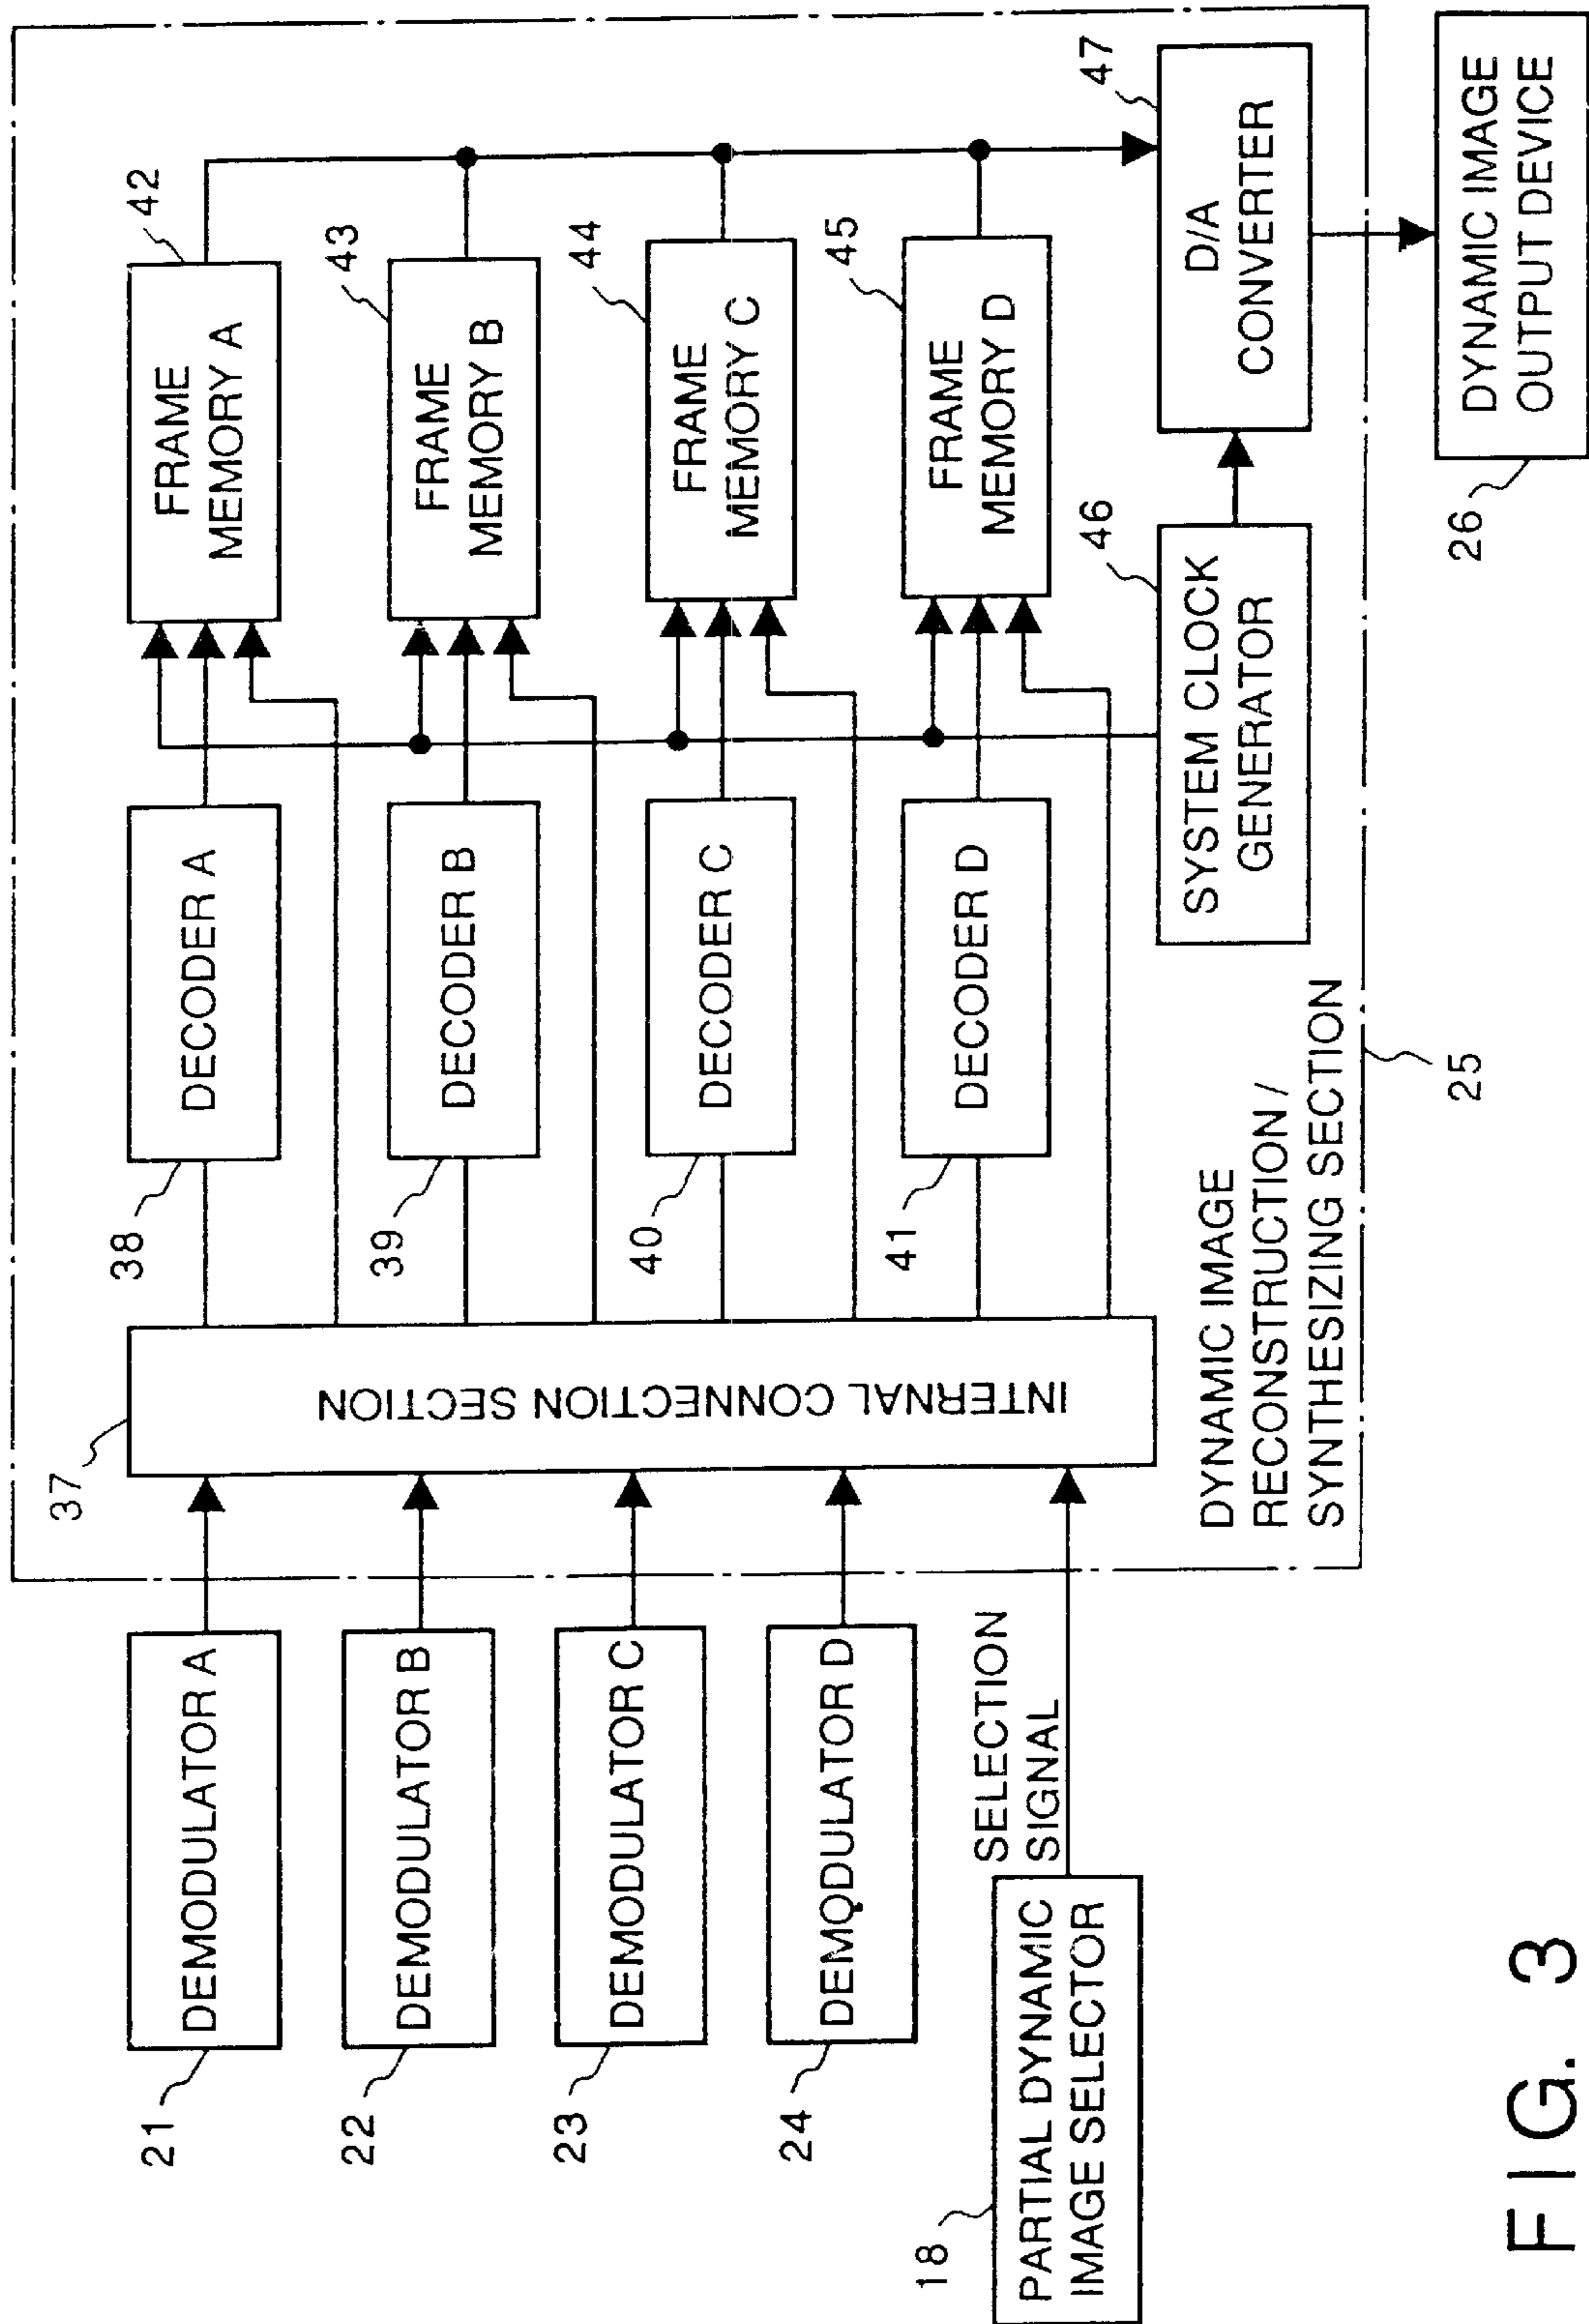 21
DEMODULATOR A
22
DEMODULATOR B
23
DEMODULATOR C
24
DEMODULATOR D
SELECTION
SIGNAL
18
PARTIAL DYNAMIC
IMAGE SELECTOR
37
INTERNAL CONNECTION SECTION
38
DECODER A
39
DECODER B
40
DECODER C
41
DECODER D
42
FRAME
MEMORY A
43
FRAME
MEMORY B
44
FRAME
MEMORY C
45
FRAME
MEMORY D
46
SYSTEM CLOCK
GENERATOR
47
D/A
CONVERTER
DYNAMIC IMAGE
RECONSTRUCTION /
SYNTHESIZING SECTION
25
26
DYNAMIC IMAGE
OUTPUT DEVICE
FIG. 3